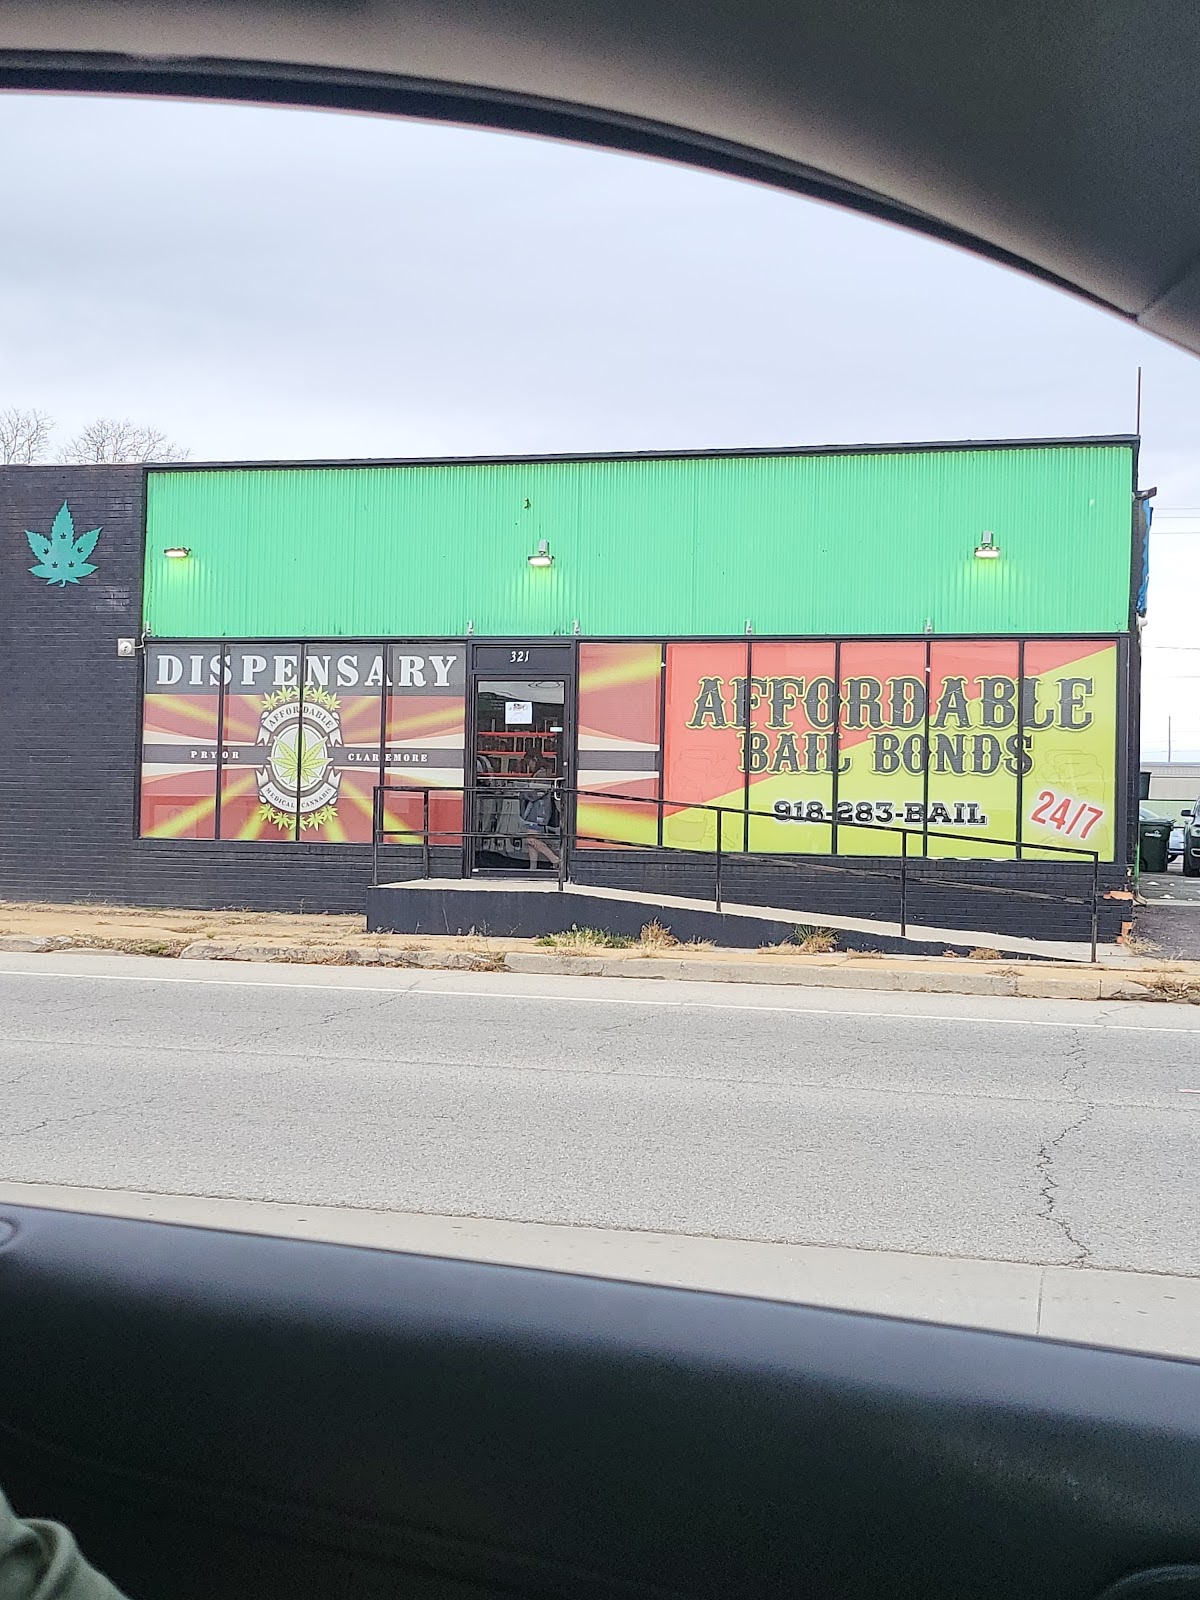 DISPENSARY
AFFORDABLE
PRYOR
CLAREMORE
MEDICAL CANNABIS
321
AFFORDABLE
BAIL BONDS
918-283-BAIL
24/7